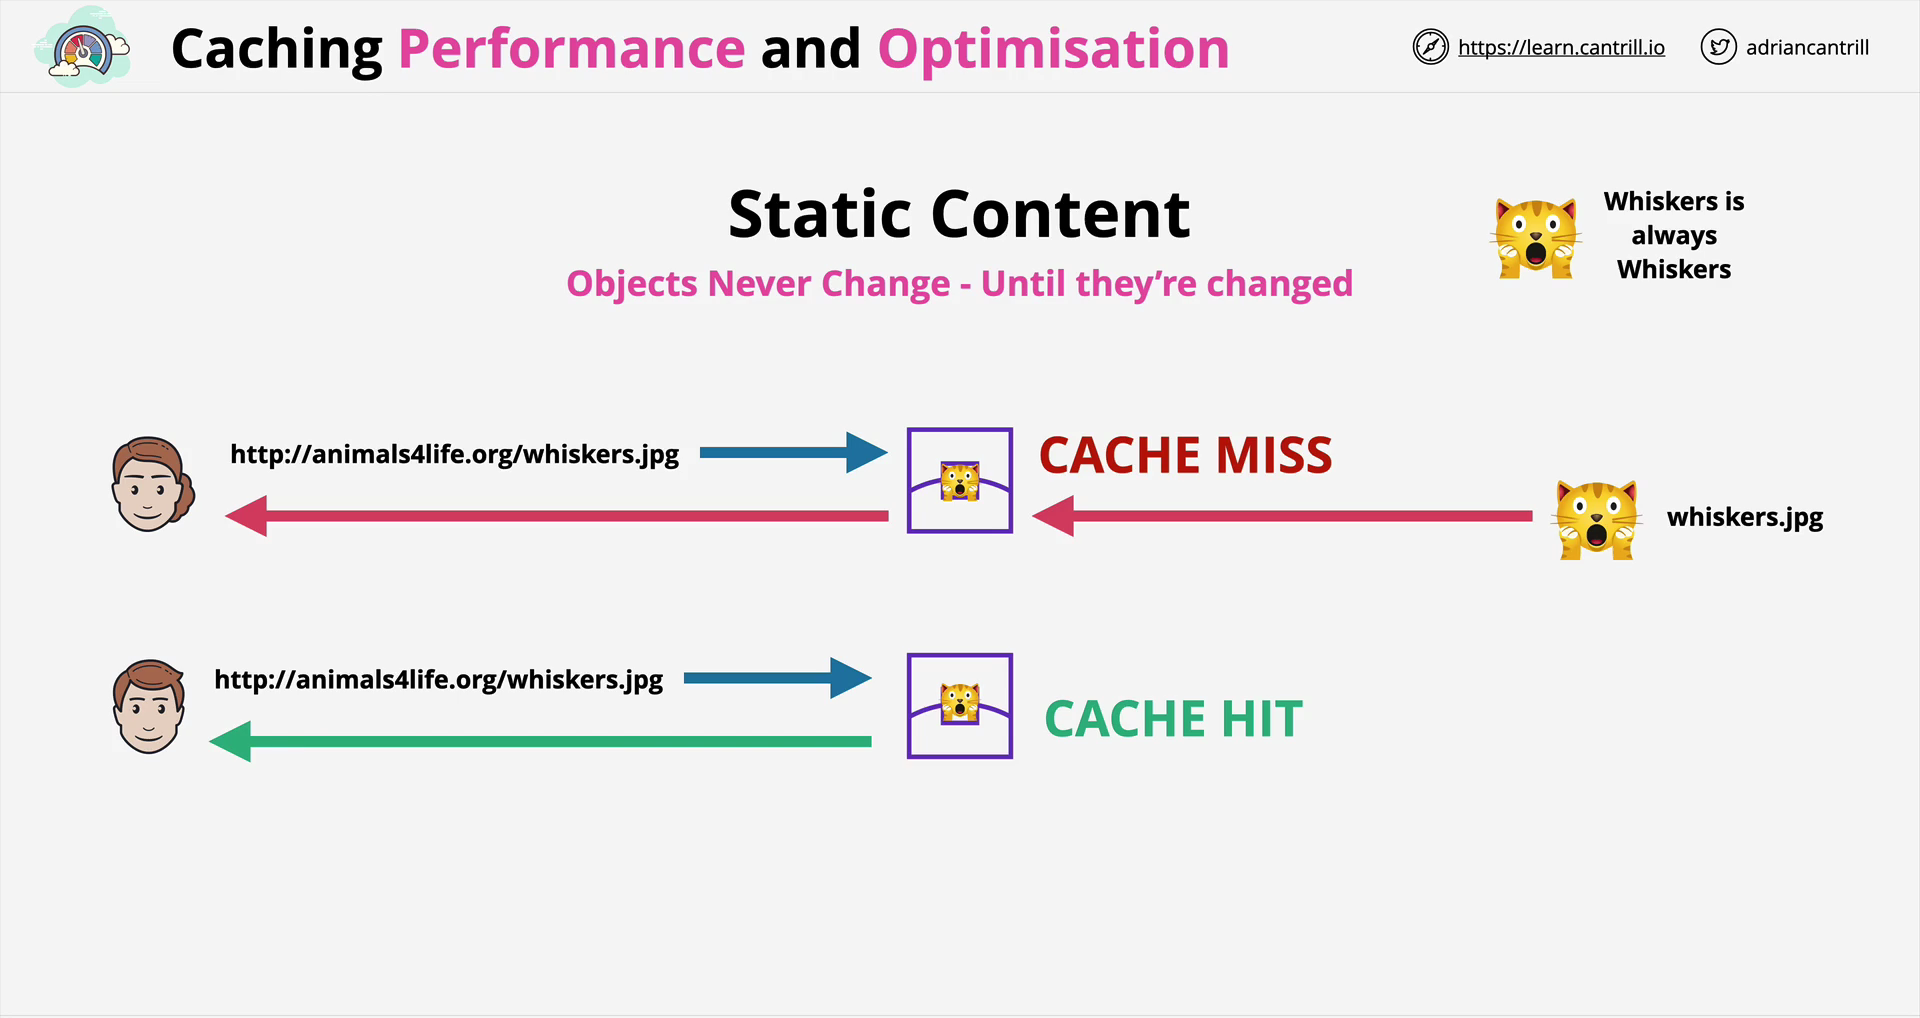 Caching Performance and Optimisation
https://learn.cantrill.io
adriancantrill
Static Content
Objects Never Change - Until they’re changed
Whiskers is
always
Whiskers
http://animals4life.org/whiskers.jpg
CACHE MISS
whiskers.jpg
http://animals4life.org/whiskers.jpg
CACHE HIT